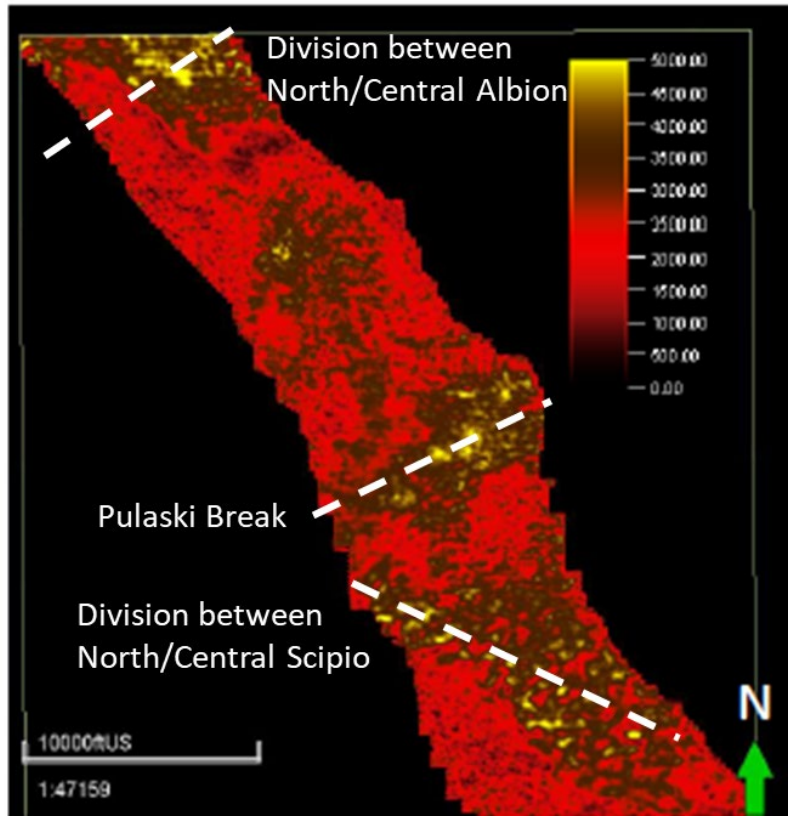 Division between
North/Central Albion
5000.00
4500.00
4000.00
3500.00
3000.00
2500.00
2000.00
1500.00
1000.00
500.00
0.00
Pulaski Break
Division between
North/Central Scipio
N
10000ftUS
1:47159